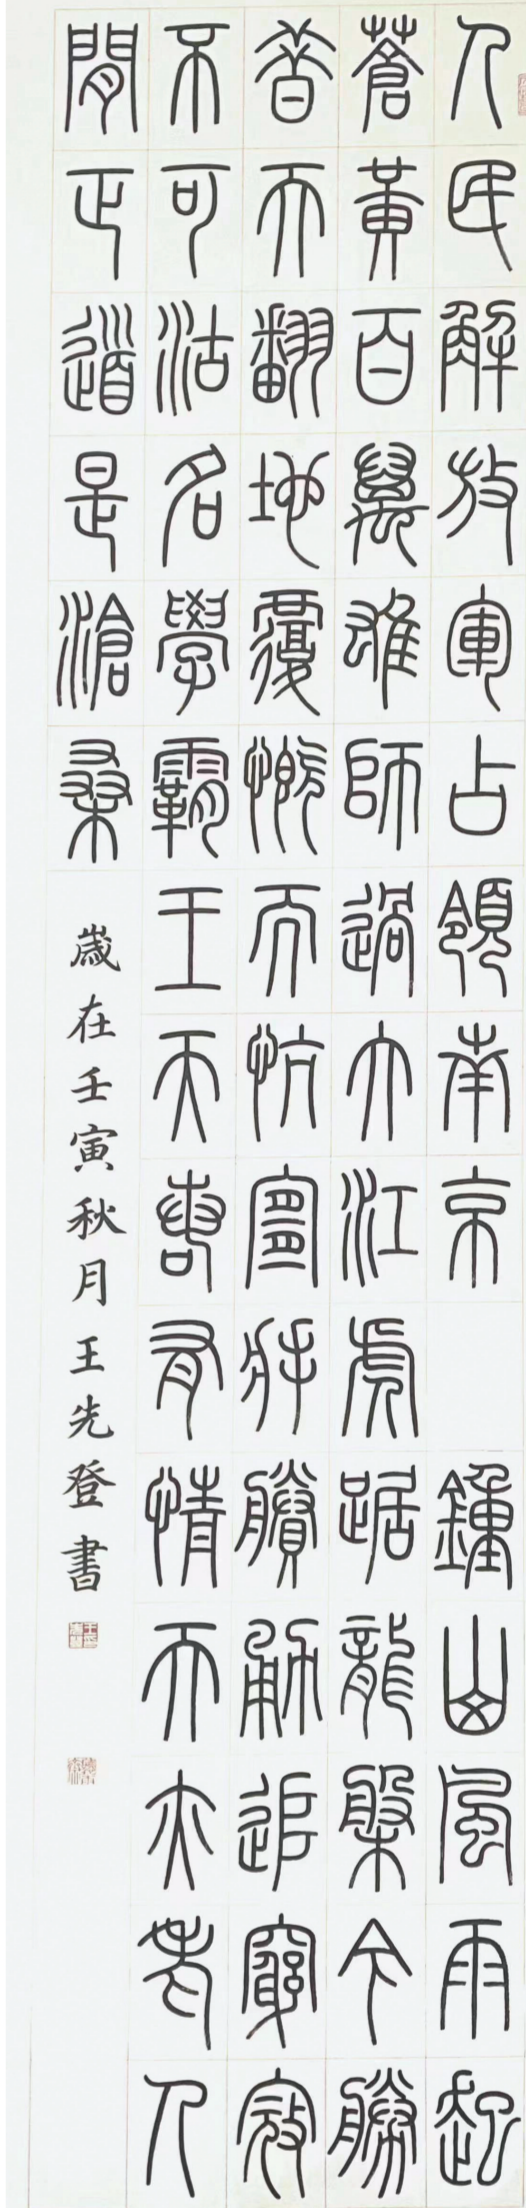 人民解放軍占領南京 鍾山風雨起
蒼黃百萬雄師過大江虎踞龍槃今勝
昔天翻地覆慨而慷宜將賸勇追窮寇
不可沽名學霸王天若有情天亦老人
閒正道是滄桑
歲在壬寅秋月王先登書